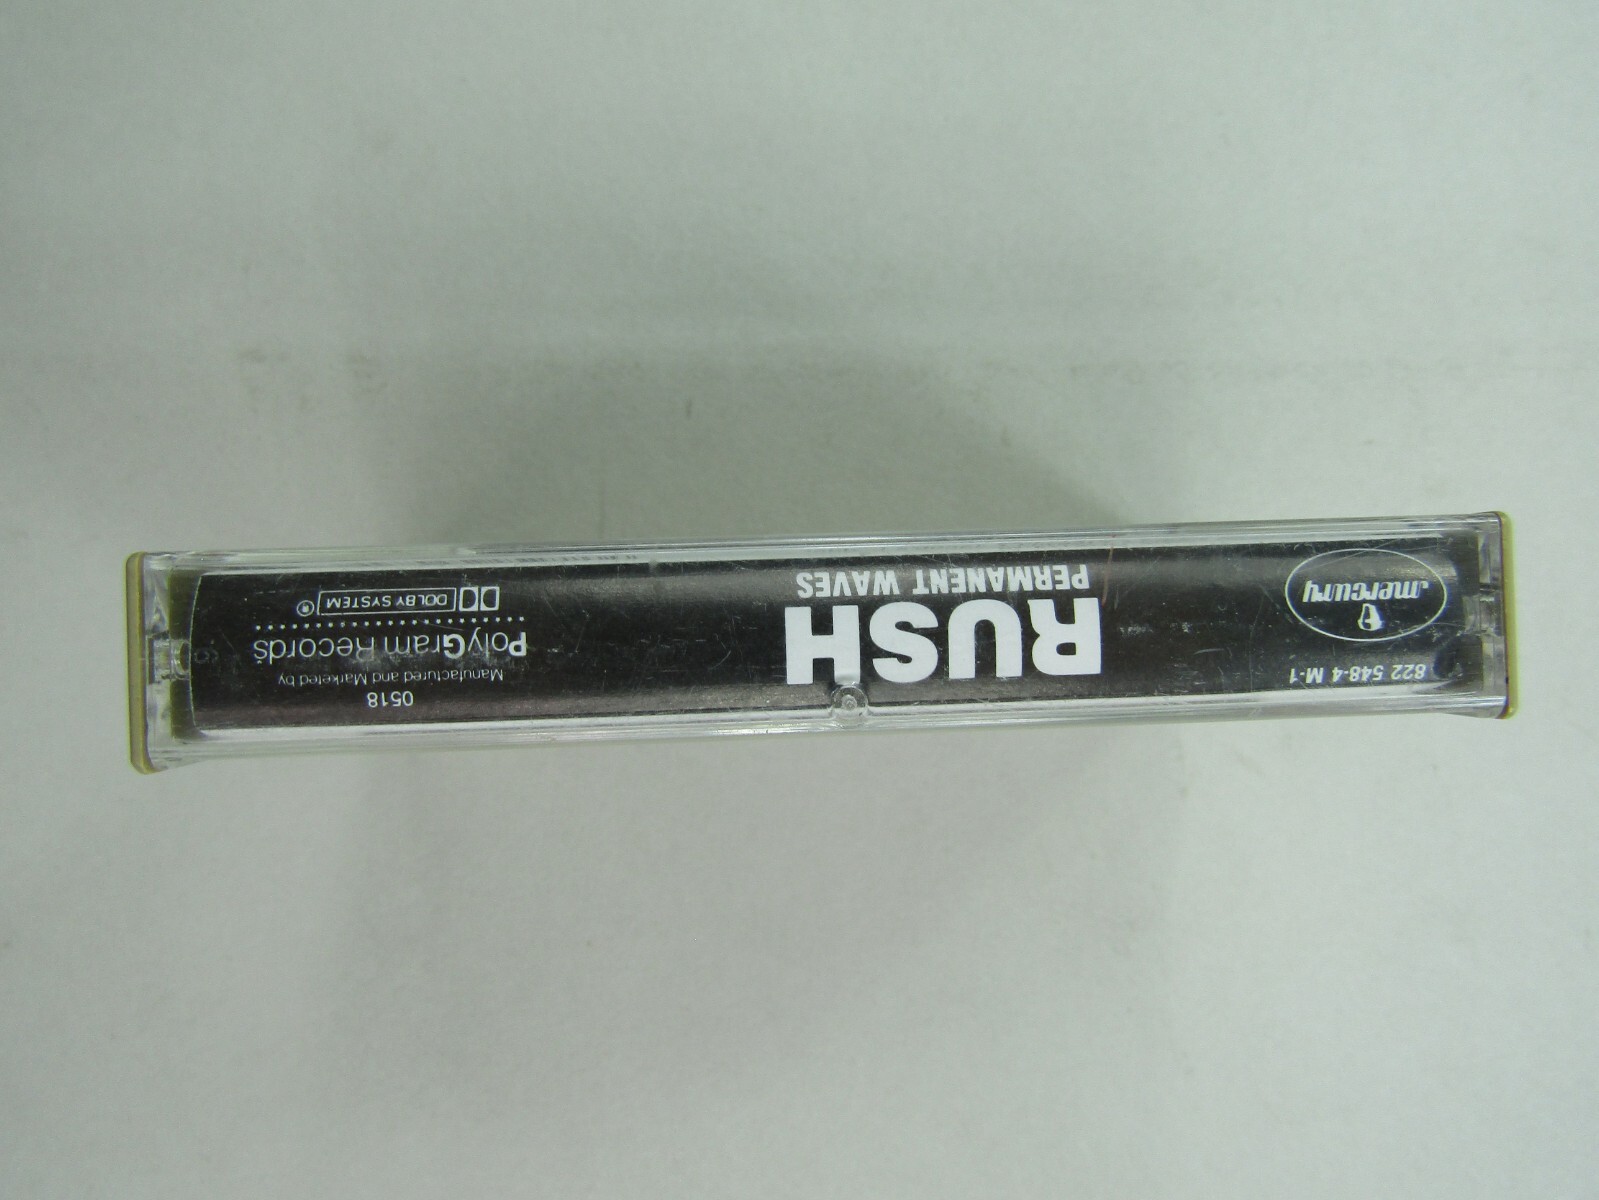 822 548-4 M-1
mercury
RUSH
PERMANENT WAVES
0518
Manufactured and Marketed by
PolyGram Records
DOLBY SYSTEM ®